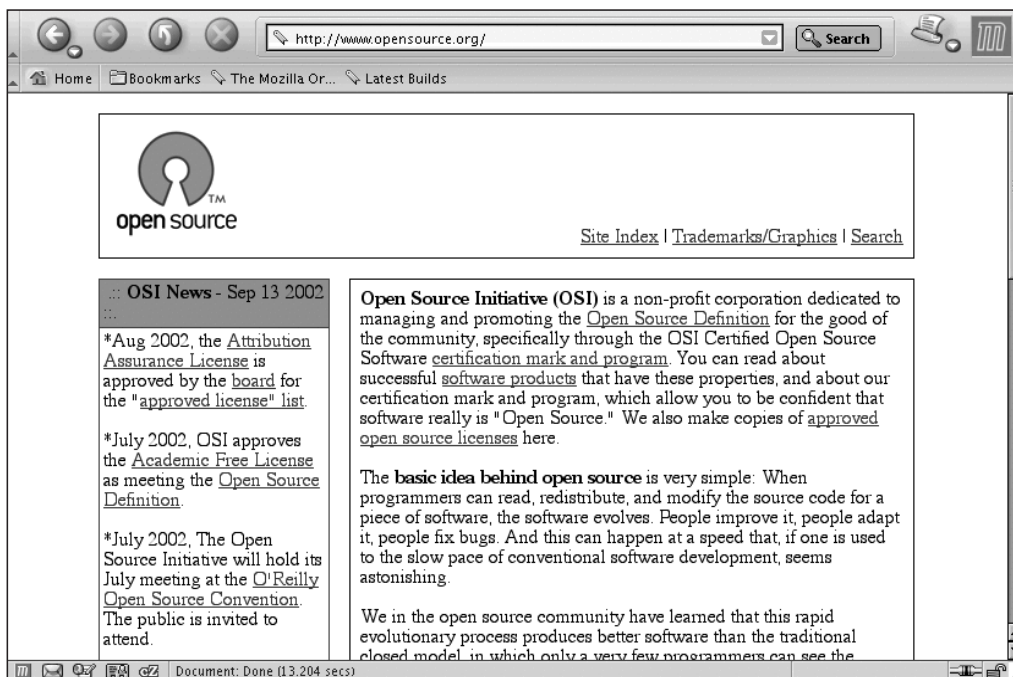 http://www.opensource.org/
Search
Home
Bookmarks
The Mozilla Or...
Latest Builds
TM
open source
Site Index | Trademarks/Graphics | Search
.:: OSI News - Sep 13 2002
::.
*Aug 2002, the Attribution
Assurance License is
approved by the board for
the "approved license" list.
*July 2002, OSI approves
the Academic Free License
as meeting the Open Source
Definition.
*July 2002, The Open
Source Initiative will hold its
July meeting at the O'Reilly
Open Source Convention.
The public is invited to
attend.
Open Source Initiative (OSI) is a non-profit corporation dedicated to
managing and promoting the Open Source Definition for the good of
the community, specifically through the OSI Certified Open Source
Software certification mark and program. You can read about
successful software products that have these properties, and about our
certification mark and program, which allow you to be confident that
software really is "Open Source." We also make copies of approved
open source licenses here.
The basic idea behind open source is very simple: When
programmers can read, redistribute, and modify the source code for a
piece of software, the software evolves. People improve it, people adapt
it, people fix bugs. And this can happen at a speed that, if one is used
to the slow pace of conventional software development, seems
astonishing.
We in the open source community have learned that this rapid
evolutionary process produces better software than the traditional
closed model, in which only a very few programmers can see the
Document: Done (13.204 secs)